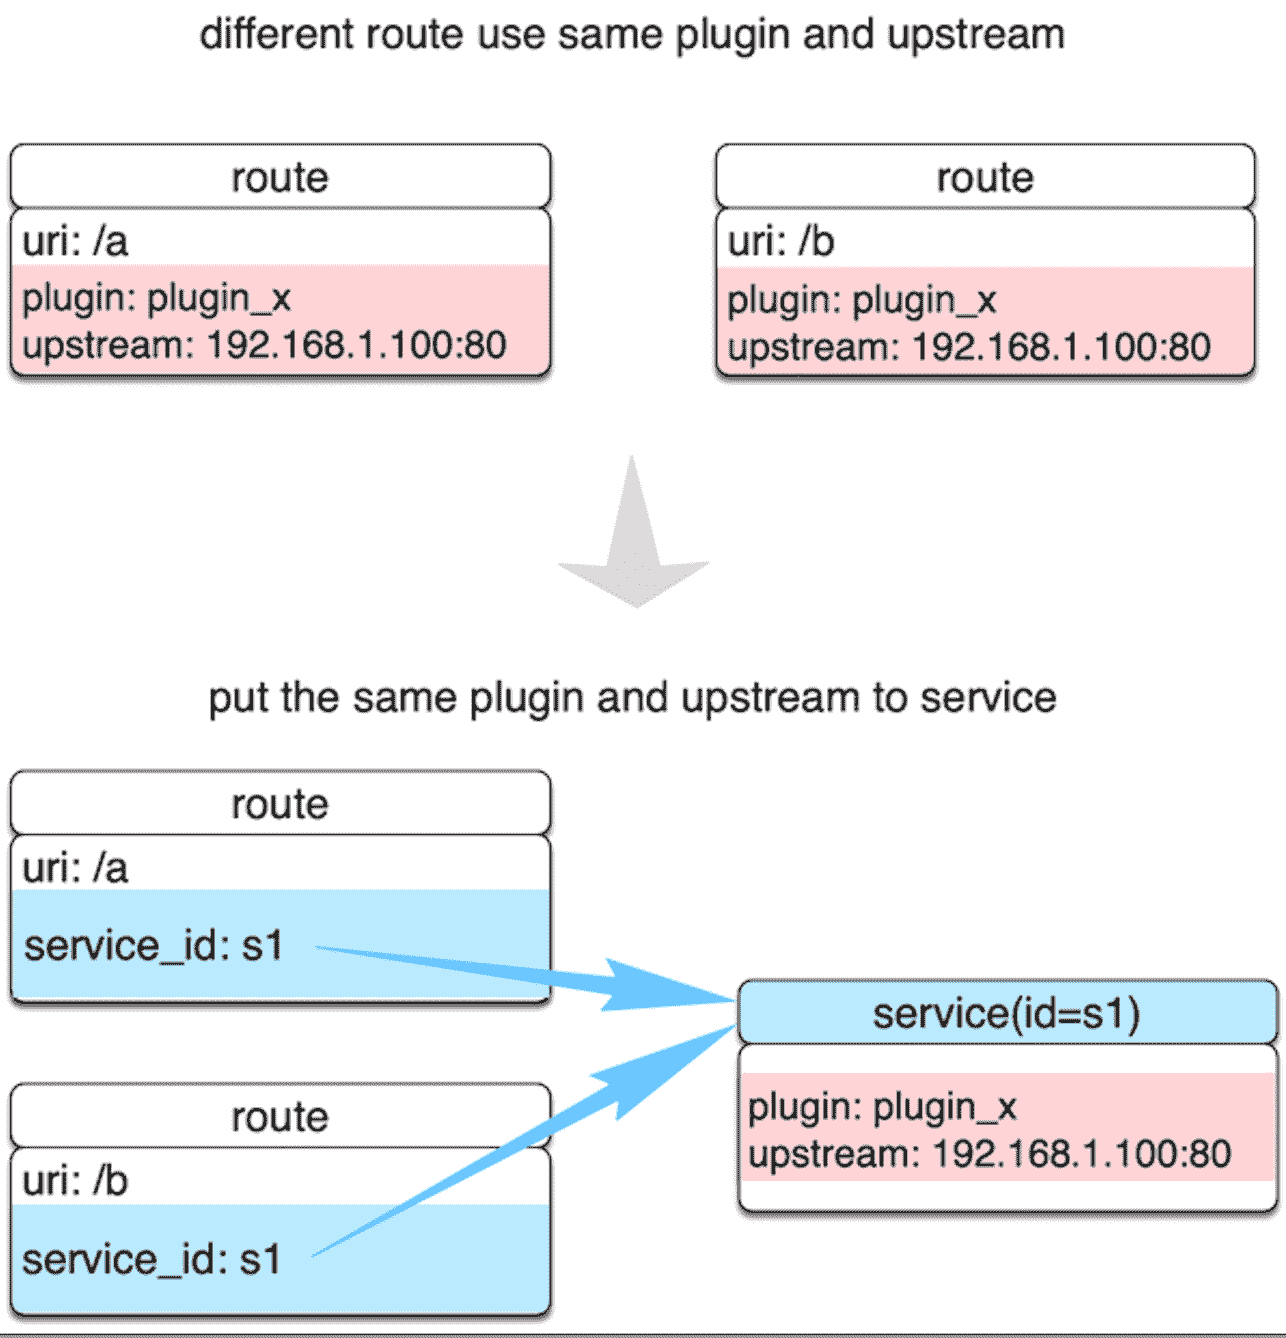 different route use same plugin and upstream
route
uri: /a
plugin: plugin_x
upstream: 192.168.1.100:80
route
uri: /b
plugin: plugin_x
upstream: 192.168.1.100:80
put the same plugin and upstream to service
route
uri: /a
service_id: s1
route
uri: /b
service_id: s1
service(id=s1)
plugin: plugin_x
upstream: 192.168.1.100:80